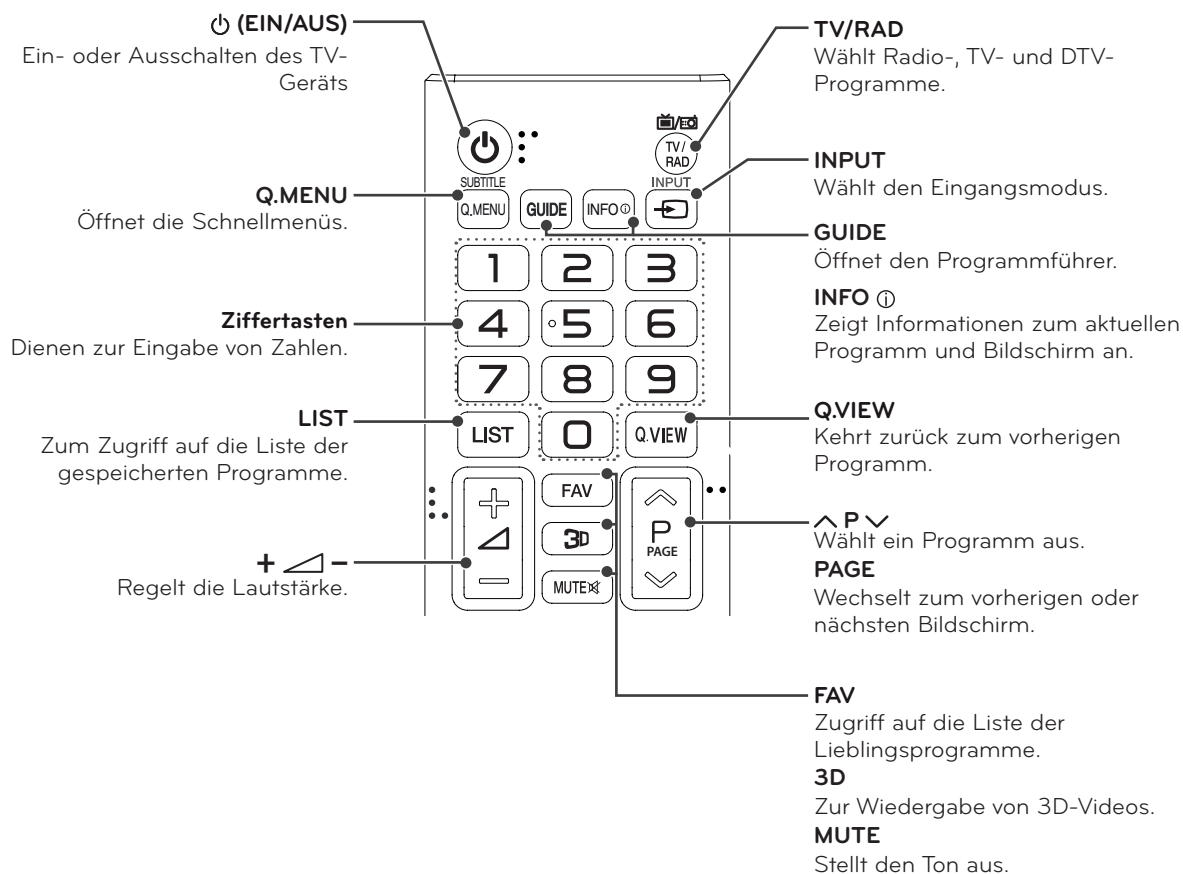 ⏻ (EIN/AUS)
Ein- oder Ausschalten des TV-
Geräts
Q.MENU
Öffnet die Schnellmenüs.
Ziffertasten
Dienen zur Eingabe von Zahlen.
LIST
Zum Zugriff auf die Liste der
gespeicherten Programme.
+ ⊿ −
Regelt die Lautstärke.
TV/
RAD
SUBTITLE
INPUT
Q.MENU
GUIDE
INFO ⓘ
1
2
3
4
5
6
7
8
9
LIST
0
Q.VIEW
FAV
3D
MUTE
P
PAGE
TV/RAD
Wählt Radio-, TV- und DTV-
Programme.
INPUT
Wählt den Eingangsmodus.
GUIDE
Öffnet den Programmführer.
INFO ⓘ
Zeigt Informationen zum aktuellen
Programm und Bildschirm an.
Q.VIEW
Kehrt zurück zum vorherigen
Programm.
︿ P ﹀
Wählt ein Programm aus.
PAGE
Wechselt zum vorherigen oder
nächsten Bildschirm.
FAV
Zugriff auf die Liste der
Lieblingsprogramme.
3D
Zur Wiedergabe von 3D-Videos.
MUTE
Stellt den Ton aus.